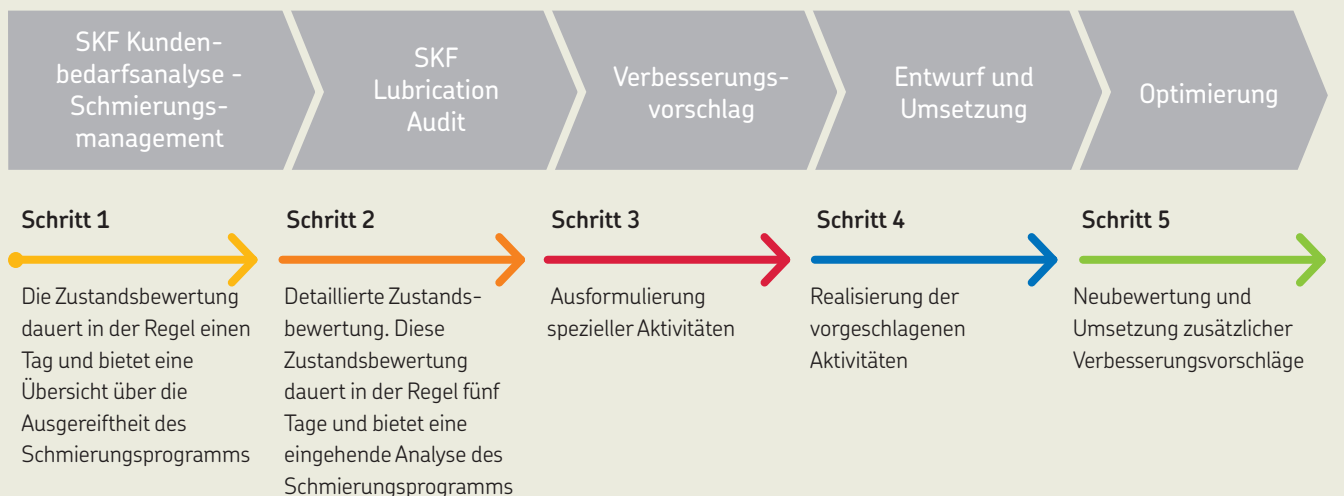 SKF Kunden-
bedarfsanalyse -
Schmierungs-
management
SKF
Lubrication
Audit
Verbesserungs-
vorschlag
Entwurf und
Umsetzung
Optimierung
Schritt 1
Die Zustandsbewertung
dauert in der Regel einen
Tag und bietet eine
Übersicht über die
Ausgereiftheit des
Schmierungsprogramms
Schritt 2
Detaillierte Zustands-
bewertung. Diese
Zustandsbewertung
dauert in der Regel fünf
Tage und bietet eine
eingehende Analyse des
Schmierungsprogramms
Schritt 3
Ausformulierung
spezieller Aktivitäten
Schritt 4
Realisierung der
vorgeschlagenen
Aktivitäten
Schritt 5
Neubewertung und
Umsetzung zusätzlicher
Verbesserungsvorschläge